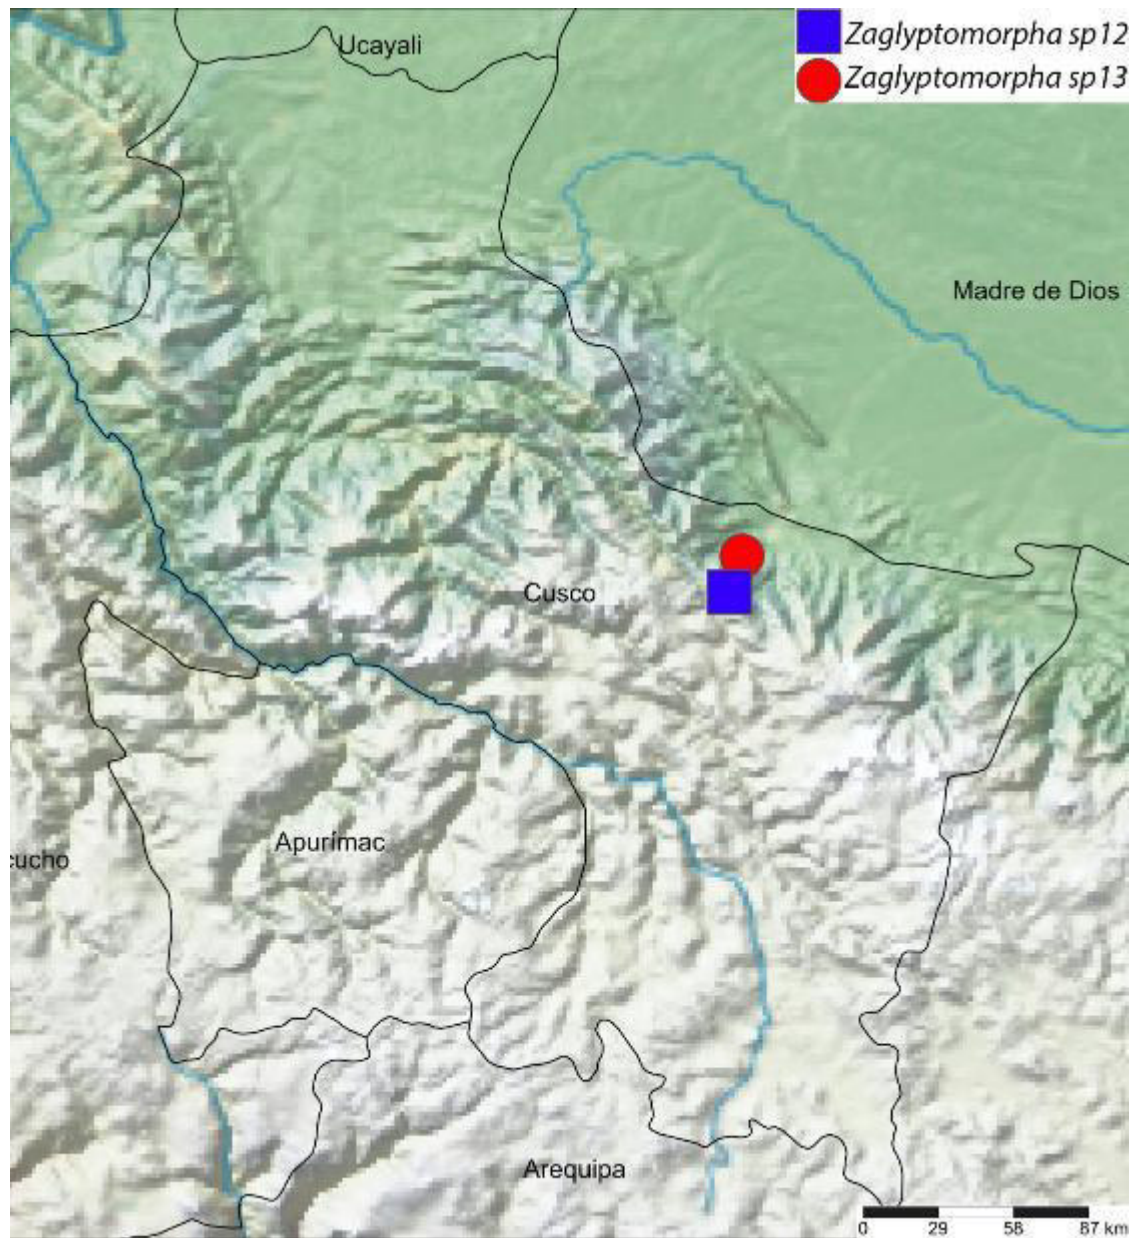 Ucayali
Zaglyptomorpha sp12
Zaglyptomorpha sp13
Madre de Dios
Cusco
Apurímac
cucho
Arequipa
0 29 58 87 km